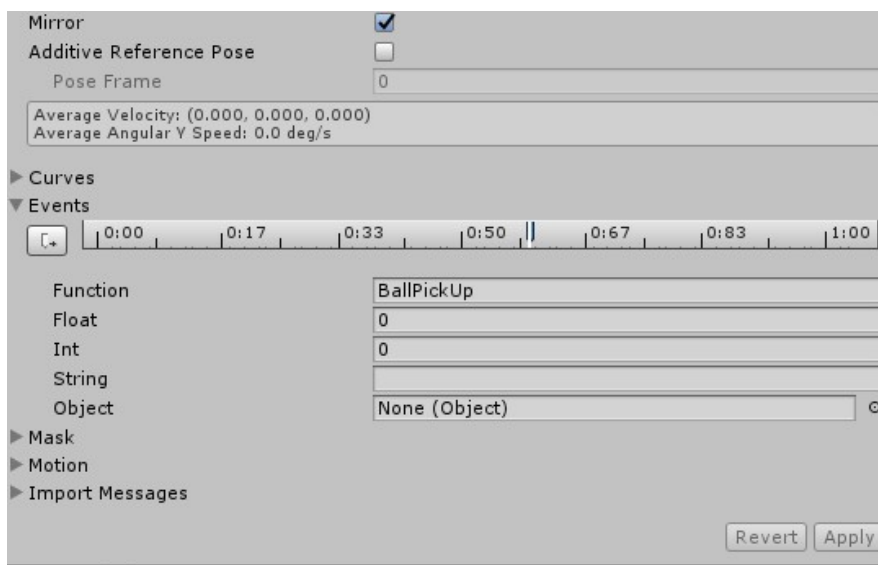 Mirror
Additive Reference Pose
Pose Frame 0
Average Velocity: (0.000, 0.000, 0.000)
Average Angular Y Speed: 0.0 deg/s
Curves
Events
0:00 0:17 0:33 0:50 0:67 0:83 1:00
Function BallPickUp
Float 0
Int 0
String
Object None (Object)
Mask
Motion
Import Messages
Revert Apply